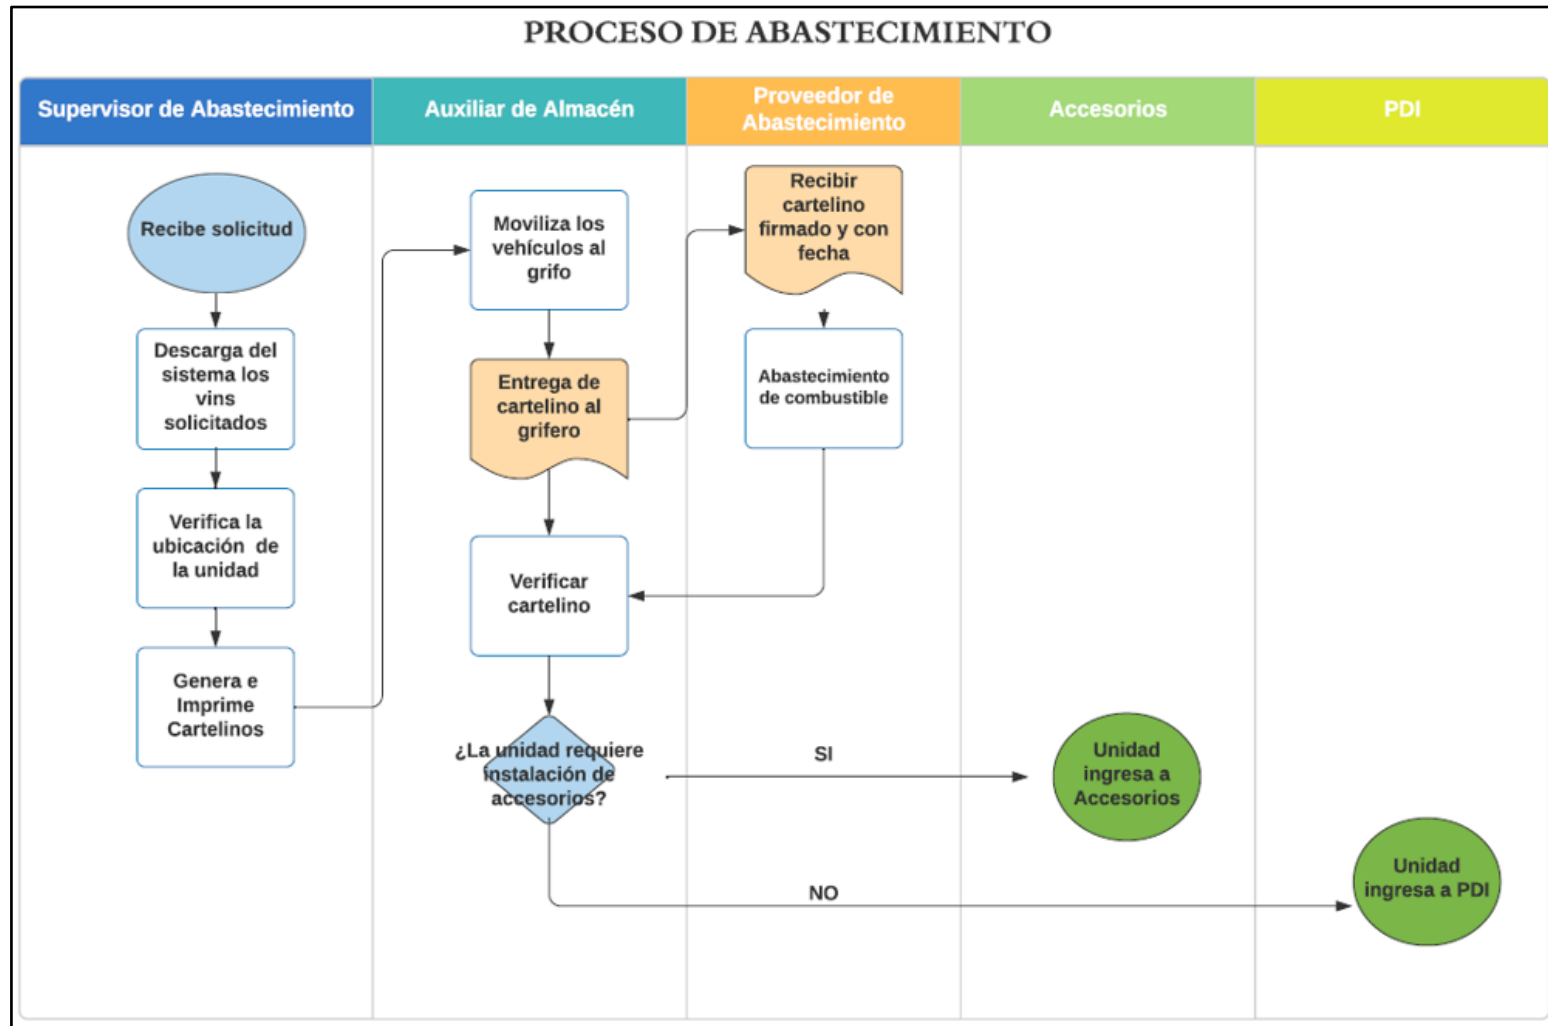 PROCESO DE ABASTECIMIENTO
Supervisor de Abastecimiento
Auxiliar de Almacén
Proveedor de
Abastecimiento
Accesorios
PDI
Recibe solicitud
Descarga del
sistema los
vins
solicitados
Verifica la
ubicación de
la unidad
Genera e
Imprime
Cartelinos
Moviliza los
vehículos al
grifo
Entrega de
cartelino al
grifero
Recibir
cartelino
firmado y con
fecha
Abastecimiento
de combustible
Verificar
cartelino
¿La unidad requiere
instalación de
accesorios?
SI
Unidad
ingresa a
Accesorios
NO
Unidad
ingresa a PDI